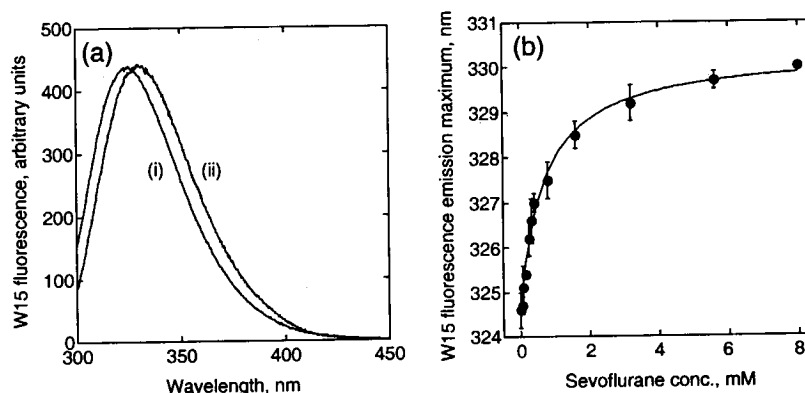 (a)
W15 fluorescence, arbitrary units
500
400
300
200
100
0
(i)
(ii)
300
350
400
450
Wavelength, nm
(b)
W15 fluorescence emission maximum, nm
330
329
328
327
326
325
324
0
2
4
6
8
Sevoflurane conc., mM